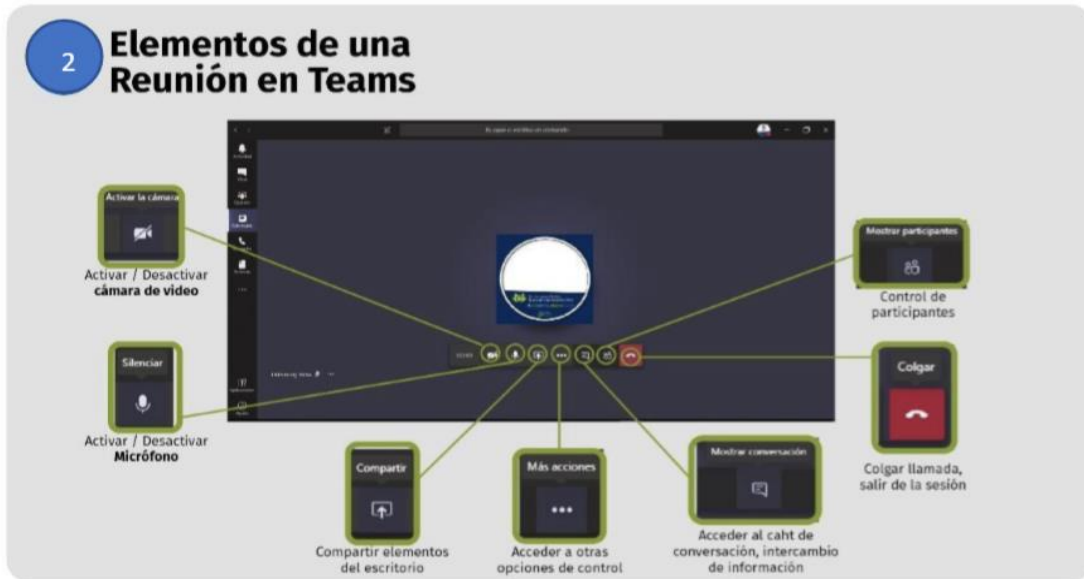 2
Elementos de una
Reunión en Teams
Activar la cámara
Activar / Desactivar
cámara de video
Silenciar
Activar / Desactivar
Micrófono
Compartir
Compartir elementos
del escritorio
Más acciones
Acceder a otras
opciones de control
Mostrar conversación
Acceder al caht de
conversación, intercambio
de información
Mostrar participantes
Control de
participantes
Colgar
Colgar llamada,
salir de la sesión